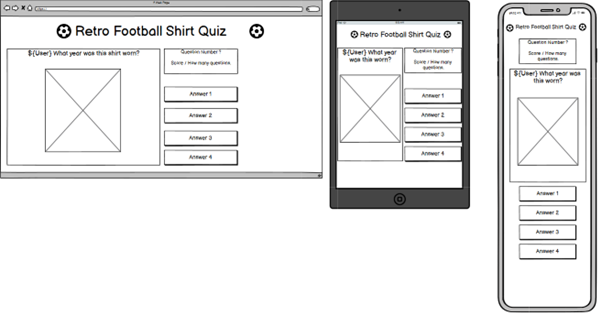 Retro Football Shirt Quiz
${User} What year was this shirt worn?
Question Number ?
Score / How many
questions.
Answer 1
Answer 2
Answer 3
Answer 4
Retro Football Shirt Quiz
${User} What year
was this worn?
Question Number ?
Score / How many
questions.
Answer 1
Answer 2
Answer 3
Answer 4
Retro Football Shirt Quiz
Question Number ?
Score / How many
questions.
${User} What year was
this worn?
Answer 1
Answer 2
Answer 3
Answer 4